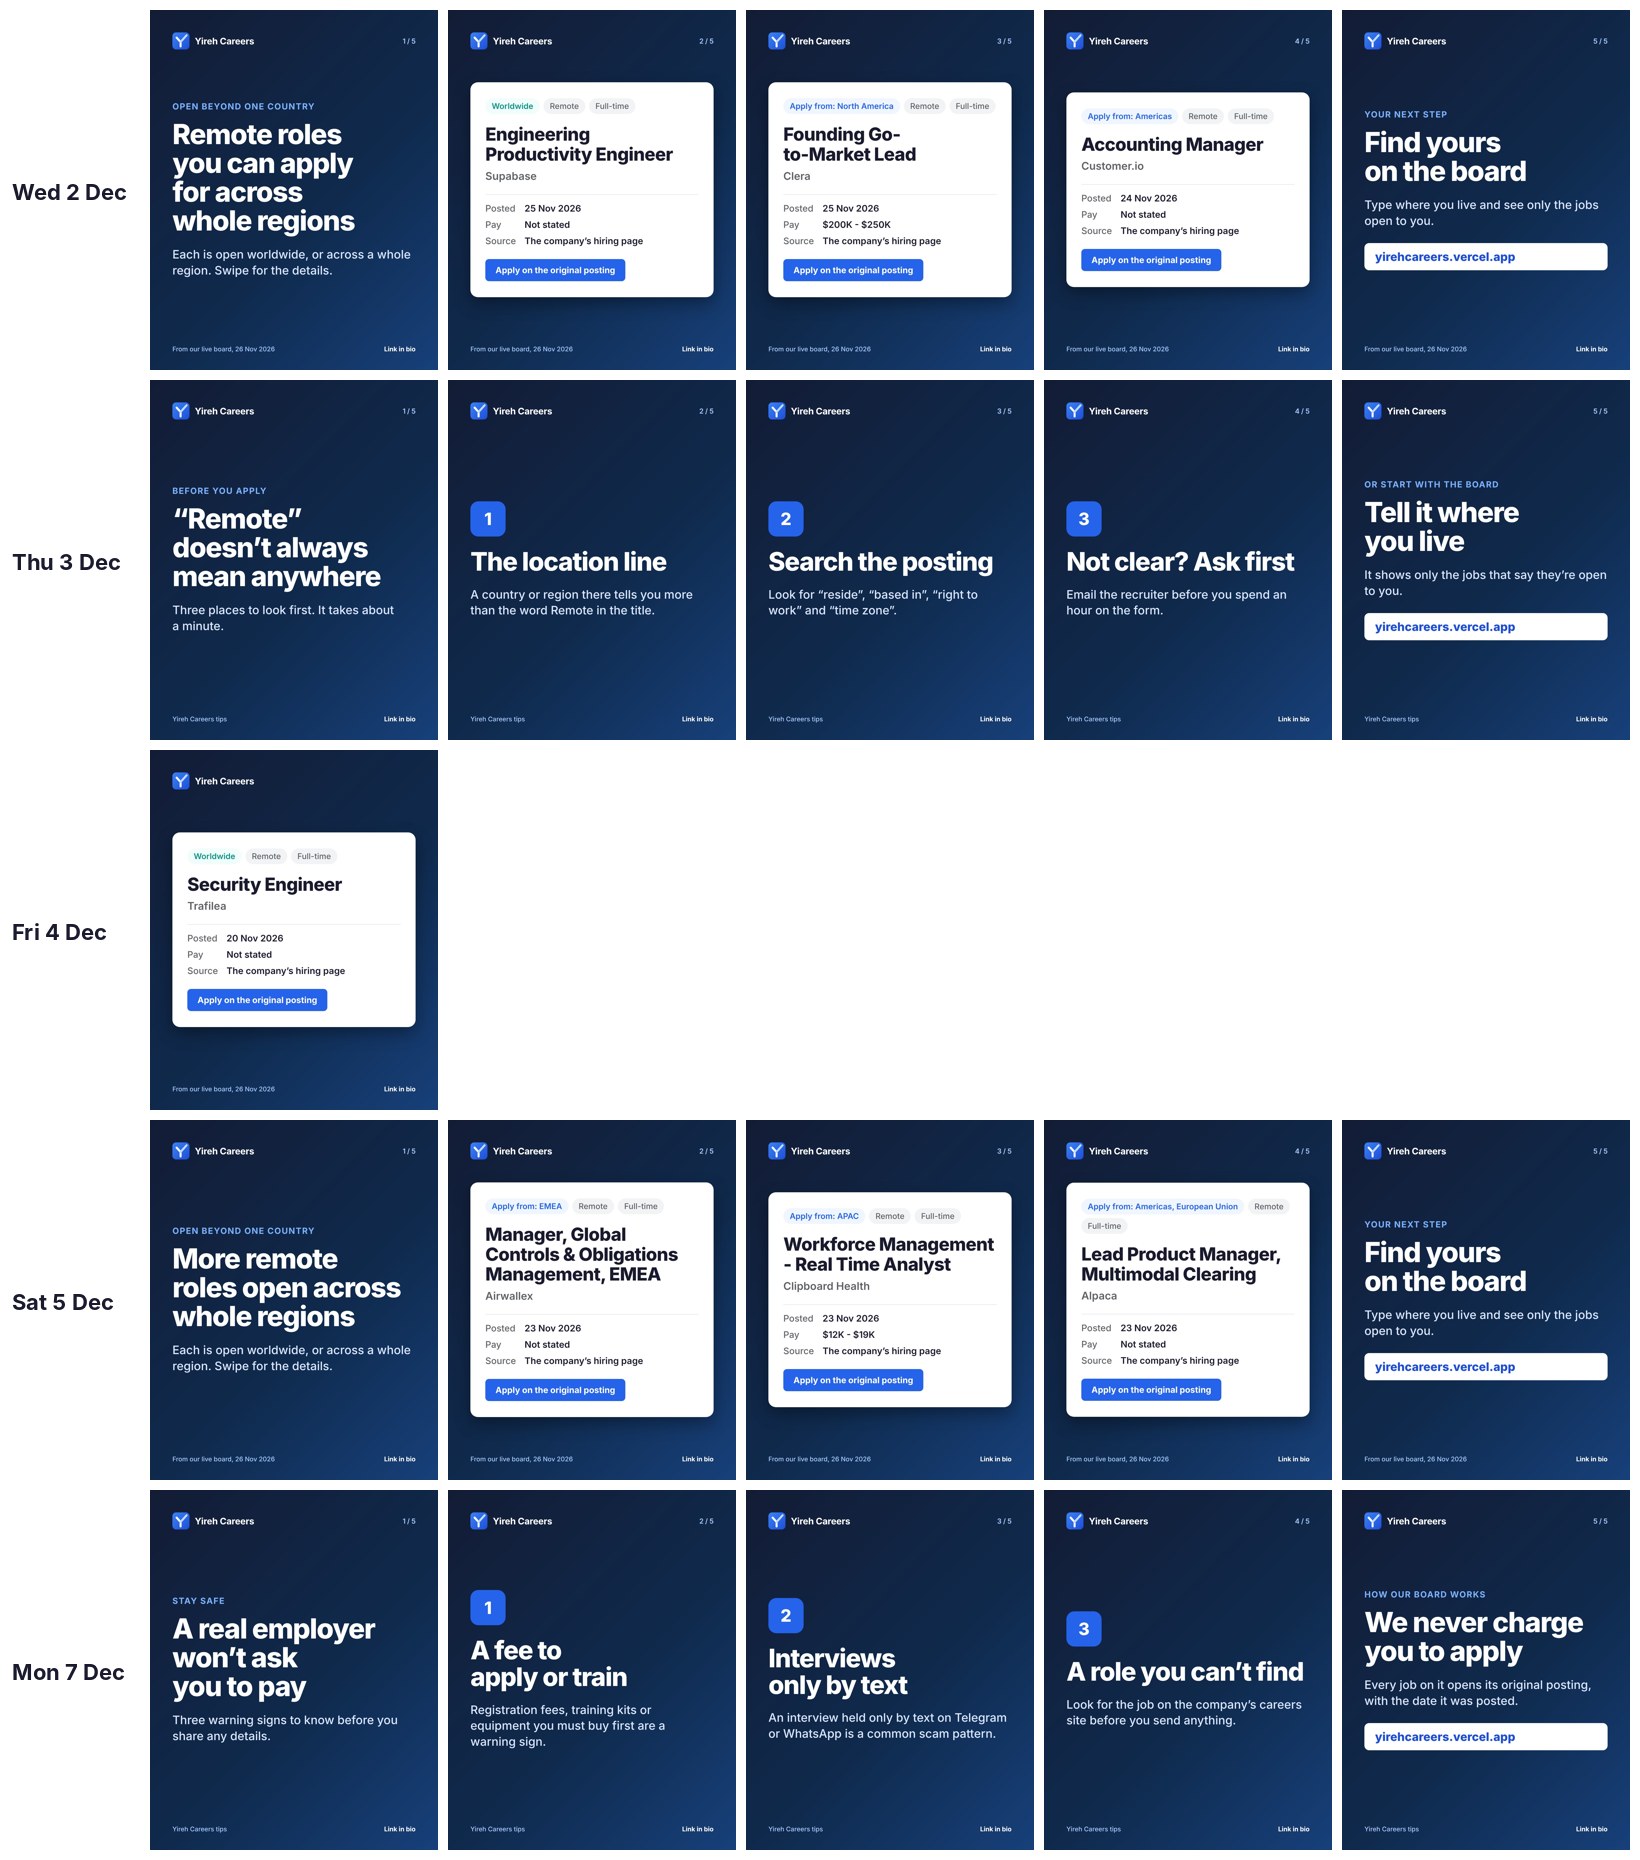 Wed 2 Dec
Yireh Careers
1 / 5
OPEN BEYOND ONE COUNTRY
Remote roles
you can apply
for across
whole regions
Each is open worldwide, or across a whole
region. Swipe for the details.
From our live board, 26 Nov 2026
Link in bio
Yireh Careers
2 / 5
Worldwide
Remote
Full-time
Engineering
Productivity Engineer
Supabase
Posted 25 Nov 2026
Pay Not stated
Source The company’s hiring page
Apply on the original posting
From our live board, 26 Nov 2026
Link in bio
Yireh Careers
3 / 5
Apply from: North America
Remote
Full-time
Founding Go-
to-Market Lead
Clera
Posted 25 Nov 2026
Pay $200K - $250K
Source The company’s hiring page
Apply on the original posting
From our live board, 26 Nov 2026
Link in bio
Yireh Careers
4 / 5
Apply from: Americas
Remote
Full-time
Accounting Manager
Customer.io
Posted 24 Nov 2026
Pay Not stated
Source The company’s hiring page
Apply on the original posting
From our live board, 26 Nov 2026
Link in bio
Yireh Careers
5 / 5
YOUR NEXT STEP
Find yours
on the board
Type where you live and see only the jobs
open to you.
yirehcareers.vercel.app
From our live board, 26 Nov 2026
Link in bio
Thu 3 Dec
Yireh Careers
1 / 5
BEFORE YOU APPLY
“Remote”
doesn’t always
mean anywhere
Three places to look first. It takes about
a minute.
Yireh Careers tips
Link in bio
Yireh Careers
2 / 5
1
The location line
A country or region there tells you more
than the word Remote in the title.
Yireh Careers tips
Link in bio
Yireh Careers
3 / 5
2
Search the posting
Look for “reside”, “based in”, “right to
work” and “time zone”.
Yireh Careers tips
Link in bio
Yireh Careers
4 / 5
3
Not clear? Ask first
Email the recruiter before you spend an
hour on the form.
Yireh Careers tips
Link in bio
Yireh Careers
5 / 5
OR START WITH THE BOARD
Tell it where
you live
It shows only the jobs that say they’re open
to you.
yirehcareers.vercel.app
Yireh Careers tips
Link in bio
Fri 4 Dec
Yireh Careers
Worldwide
Remote
Full-time
Security Engineer
Trafilea
Posted 20 Nov 2026
Pay Not stated
Source The company’s hiring page
Apply on the original posting
From our live board, 26 Nov 2026
Link in bio
Sat 5 Dec
Yireh Careers
1 / 5
OPEN BEYOND ONE COUNTRY
More remote
roles open across
whole regions
Each is open worldwide, or across a whole
region. Swipe for the details.
From our live board, 26 Nov 2026
Link in bio
Yireh Careers
2 / 5
Apply from: EMEA
Remote
Full-time
Manager, Global
Controls & Obligations
Management, EMEA
Airwallex
Posted 23 Nov 2026
Pay Not stated
Source The company’s hiring page
Apply on the original posting
From our live board, 26 Nov 2026
Link in bio
Yireh Careers
3 / 5
Apply from: APAC
Remote
Full-time
Workforce Management
- Real Time Analyst
Clipboard Health
Posted 23 Nov 2026
Pay $12K - $19K
Source The company’s hiring page
Apply on the original posting
From our live board, 26 Nov 2026
Link in bio
Yireh Careers
4 / 5
Apply from: Americas, European Union
Remote
Full-time
Lead Product Manager,
Multimodal Clearing
Alpaca
Posted 23 Nov 2026
Pay Not stated
Source The company’s hiring page
Apply on the original posting
From our live board, 26 Nov 2026
Link in bio
Yireh Careers
5 / 5
YOUR NEXT STEP
Find yours
on the board
Type where you live and see only the jobs
open to you.
yirehcareers.vercel.app
From our live board, 26 Nov 2026
Link in bio
Mon 7 Dec
Yireh Careers
1 / 5
STAY SAFE
A real employer
won’t ask
you to pay
Three warning signs to know before you
share any details.
Yireh Careers tips
Link in bio
Yireh Careers
2 / 5
1
A fee to
apply or train
Registration fees, training kits or
equipment you must buy first are a
warning sign.
Yireh Careers tips
Link in bio
Yireh Careers
3 / 5
2
Interviews
only by text
An interview held only by text on Telegram
or WhatsApp is a common scam pattern.
Yireh Careers tips
Link in bio
Yireh Careers
4 / 5
3
A role you can’t find
Look for the job on the company’s careers
site before you send anything.
Yireh Careers tips
Link in bio
Yireh Careers
5 / 5
HOW OUR BOARD WORKS
We never charge
you to apply
Every job on it opens its original posting,
with the date it was posted.
yirehcareers.vercel.app
Yireh Careers tips
Link in bio